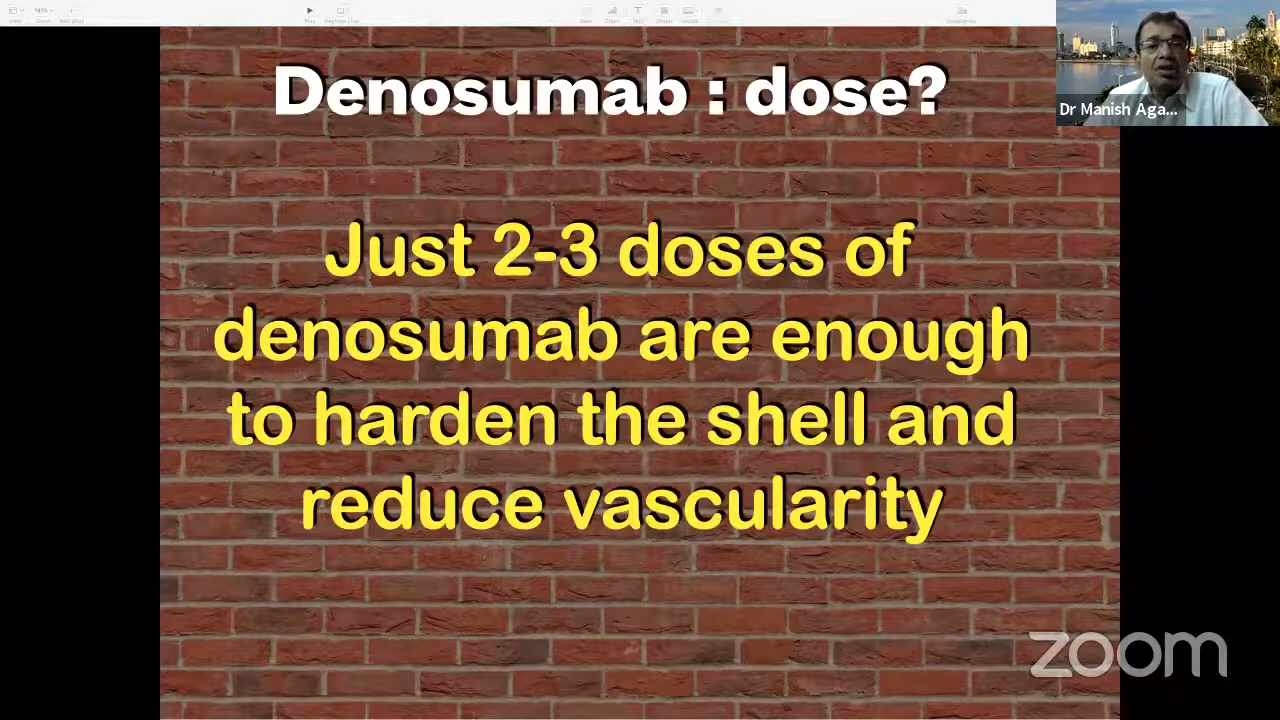 Denosumab : dose?
Dr Manish Aga...
Just 2-3 doses of
denosumab are enough
to harden the shell and
reduce vascularity
zoom